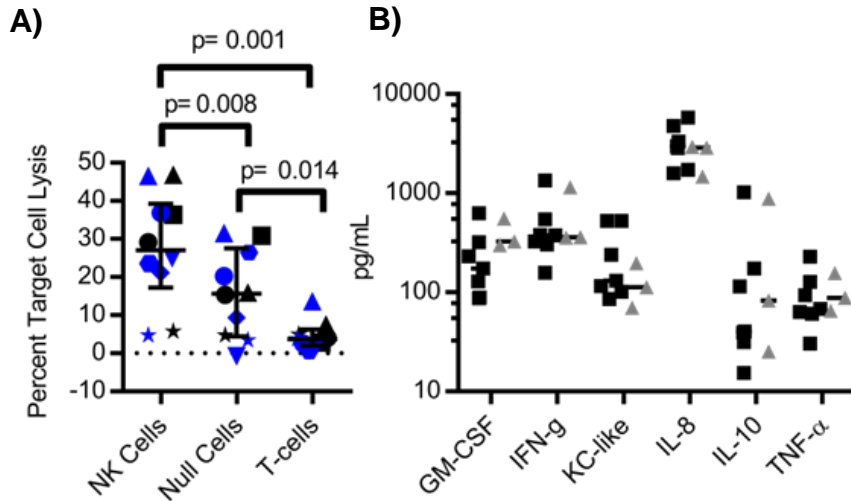 A)
p= 0.001
p= 0.008
p= 0.014
Percent Target Cell Lysis
50
40
30
20
10
0
-10
NK Cells
Null Cells
T-cells
B)
pg/mL
10000
1000
100
10
GM-CSF
IFN-g
KC-like
IL-8
IL-10
TNF-α